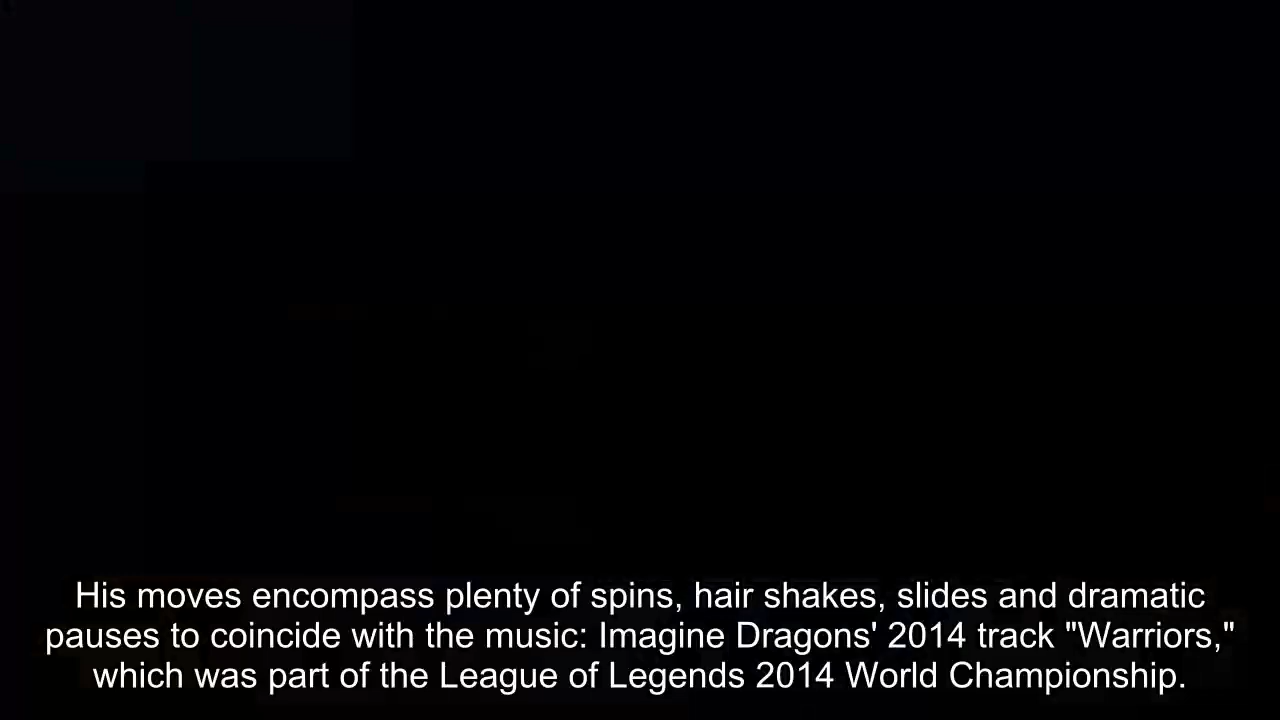 His moves encompass plenty of spins, hair shakes, slides and dramatic
pauses to coincide with the music: Imagine Dragons' 2014 track "Warriors,"
which was part of the League of Legends 2014 World Championship.